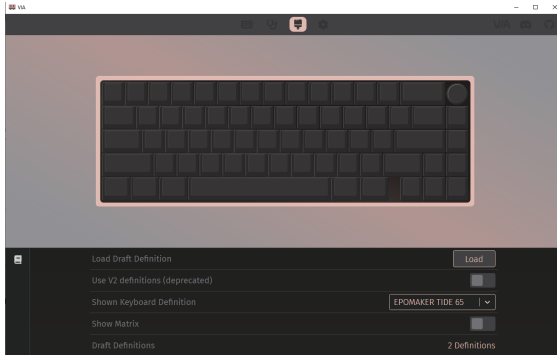 VIA
VIA
Load Draft Definition
Load
Use V2 definitions (deprecated)
Shown Keyboard Definition
EPOMAKER TIDE 65
Show Matrix
Draft Definitions
2 Definitions